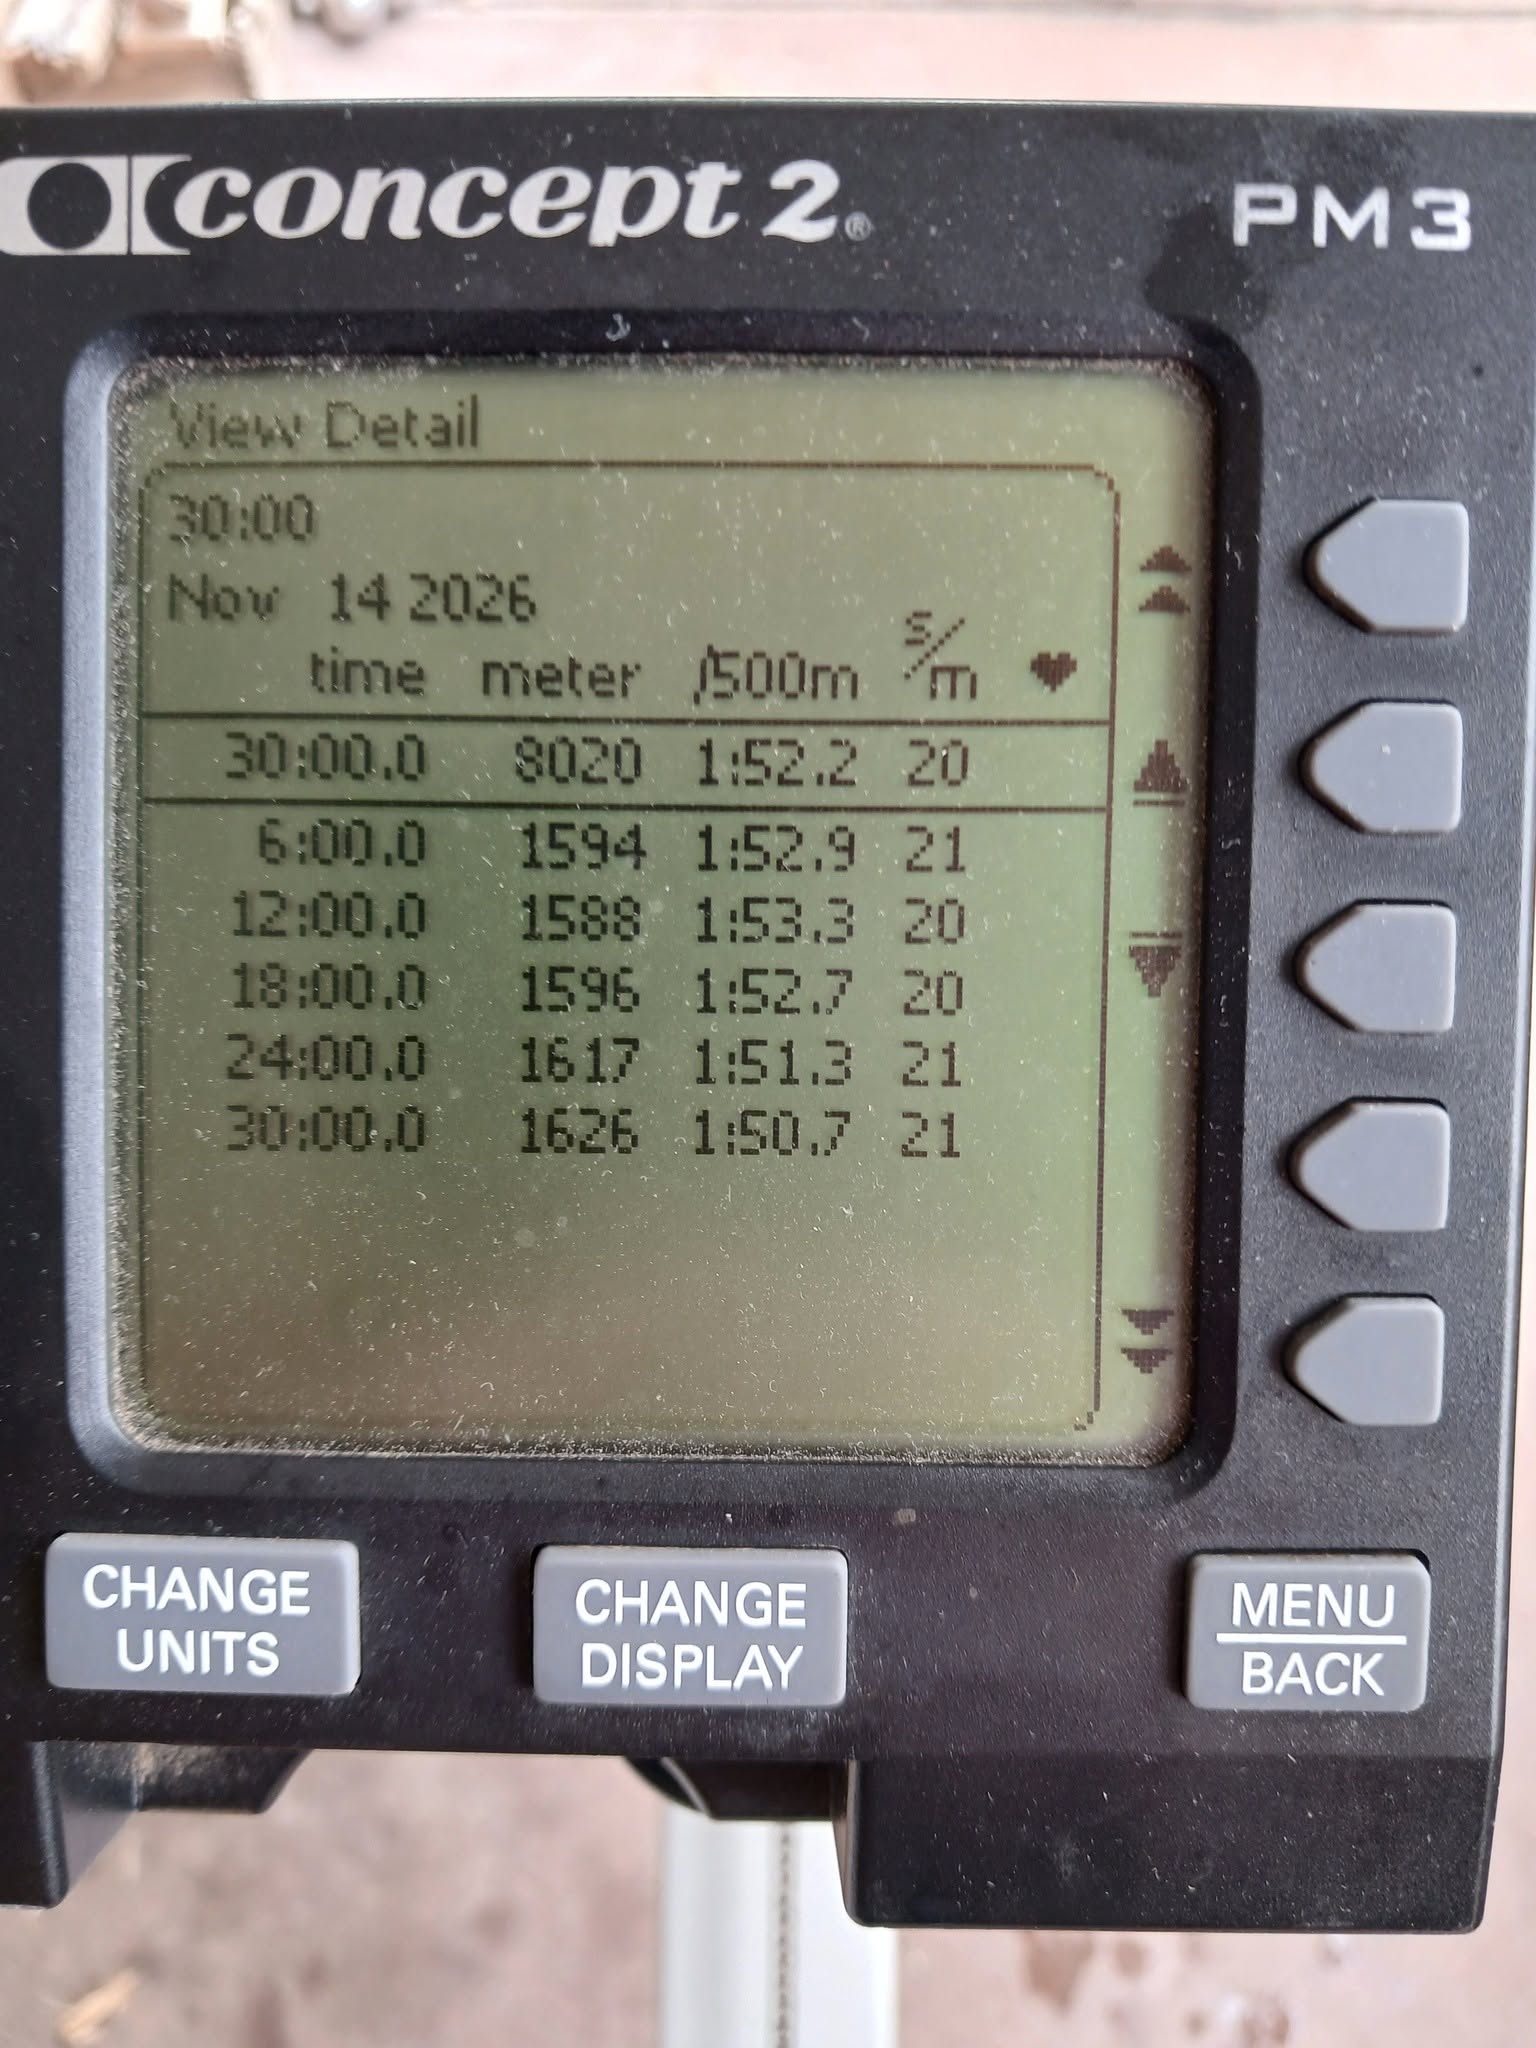 concept 2® PM3
View Detail
30:00
Nov 14 2026
time meter /500m s/m ♥
30:00.0 8020 1:52.2 20
6:00.0 1594 1:52.9 21
12:00.0 1588 1:53.3 20
18:00.0 1596 1:52.7 20
24:00.0 1617 1:51.3 21
30:00.0 1626 1:50.7 21
CHANGE UNITS
CHANGE DISPLAY
MENU
BACK